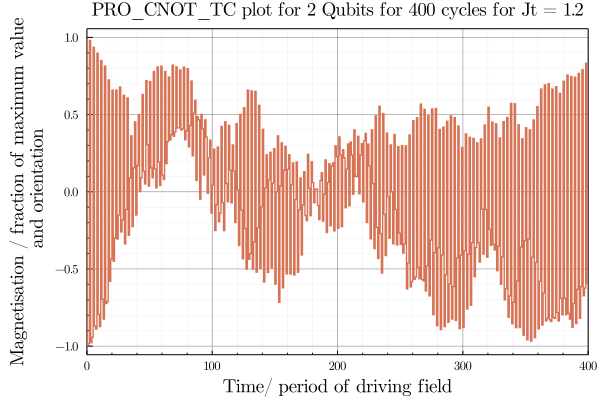 PRO_CNOT_TC plot for 2 Qubits for 400 cycles for Jt = 1.2
Magnetisation / fraction of maximum value
and orientation
1.0
0.5
0.0
−0.5
−1.0
0
100
200
300
400
Time/ period of driving field